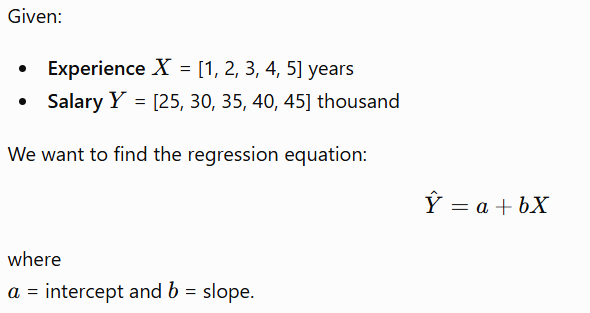 Given:
• Experience X = [1, 2, 3, 4, 5] years
• Salary Y = [25, 30, 35, 40, 45] thousand
We want to find the regression equation:
Ŷ = a + bX
where
a = intercept and b = slope.